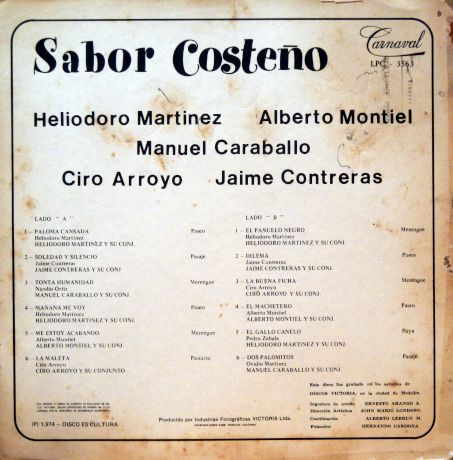 Sabor Costeño
Carnaval
LPC - 3563
Heliodoro Martinez Alberto Montiel
Manuel Caraballo
Ciro Arroyo Jaime Contreras
LADO "A"
1 — PALOMA CANSADA Paseo
Heliodoro Martínez
HELIODORO MARTINEZ Y SU CONJ.
2 — SOLEDAD Y SILENCIO Pasaje
Jaime Contreras
JAIME CONTRERAS Y SU CONJ.
3 — TONTA HUMANIDAD Merengue
Nicolás Ortiz
MANUEL CARABALLO Y SU CONJ.
4 — MAÑANA ME VOY Paseo
Heliodoro Martínez
HELIODORO MARTINEZ Y SU CONJ.
5 — ME ESTOY ACABANDO Merengue
Alberto Montiel
ALBERTO MONTIEL Y SU CONJ.
6 — LA MALETA Paseaito
Ciro Arroyo
CIRO ARROYO Y SU CONJUNTO
LADO "B"
1 — EL PAÑUELO NEGRO Merengue
Heliodoro Martínez
HELIODORO MARTINEZ Y SU CONJ.
2 — DILEMA Paseo
Jaime Contreras
JAIME CONTRERAS Y SU CONJ.
3 — LA BUENA FICHA Merengue
Ciro Arroyo
CIRO ARROYO Y SU CONJ.
4 — EL MACHETERO Paseo
Alberto Montiel
ALBERTO MONTIEL Y SU CONJ.
5 — EL GALLO CANELO Puya
Pedro Zabala
HELIODORO MARTINEZ Y SU CONJ.
6 — DOS PALOMITOS Pasaje
Ovidio Martínez
MANUEL CARABALLO Y SU CONJ.
Este disco fue grabado en los estudios de
DISCOS VICTORIA, en la ciudad de Medellín.
Ingeniero de sonido ERNESTO ARANGO A.
Dirección Artística JOHN MARIO LONDOÑO
Coordinación ALBERTO LEBRUN M.
Fotocolor HERNANDO CARDONA
Producido por Industrias Fonográficas VICTORIA Ltda.
(P) 1.974 — DISCO ES CULTURA